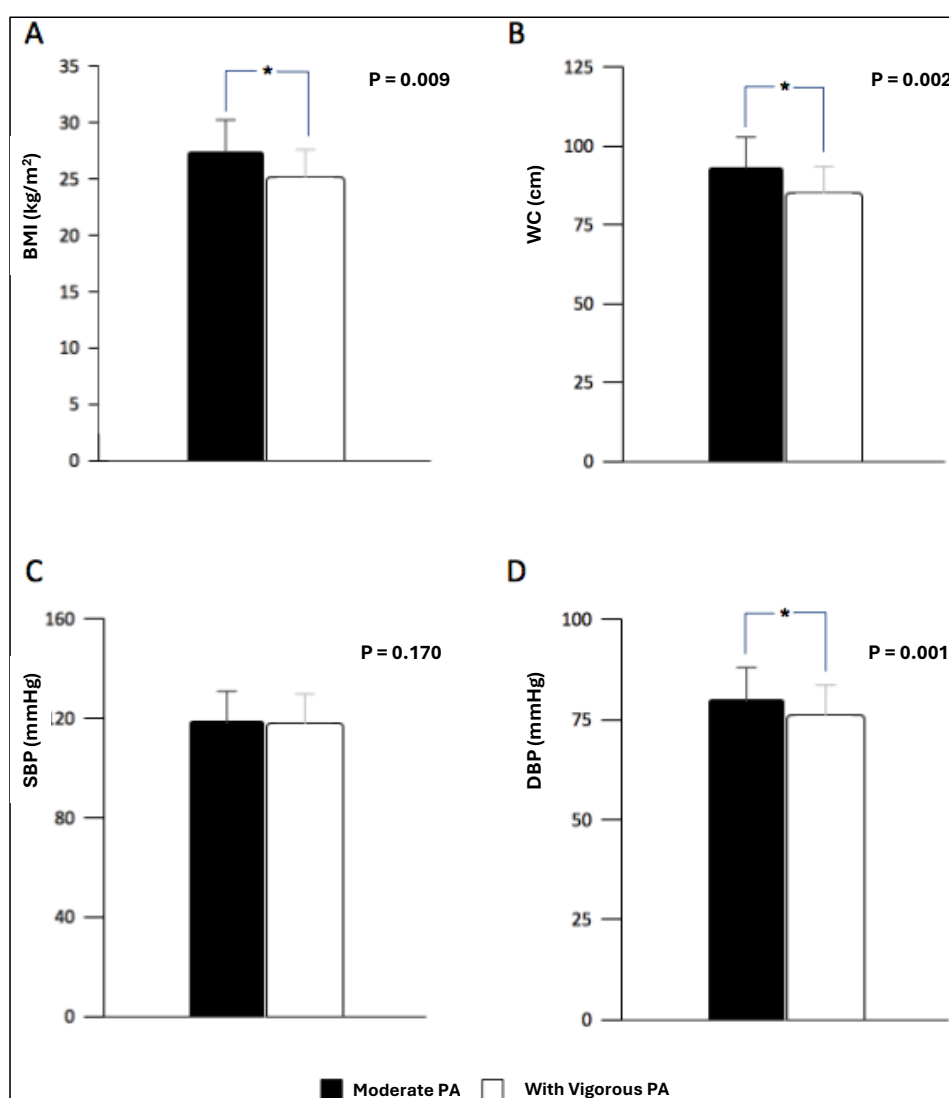 A
35
30
25
20
15
10
5
0
BMI (kg/m²)
*
P = 0.009
B
125
100
75
50
25
0
WC (cm)
*
P = 0.002
C
160
120
80
40
0
SBP (mmHg)
P = 0.170
D
100
75
50
25
0
DBP (mmHg)
*
P = 0.001
Moderate PA
With Vigorous PA